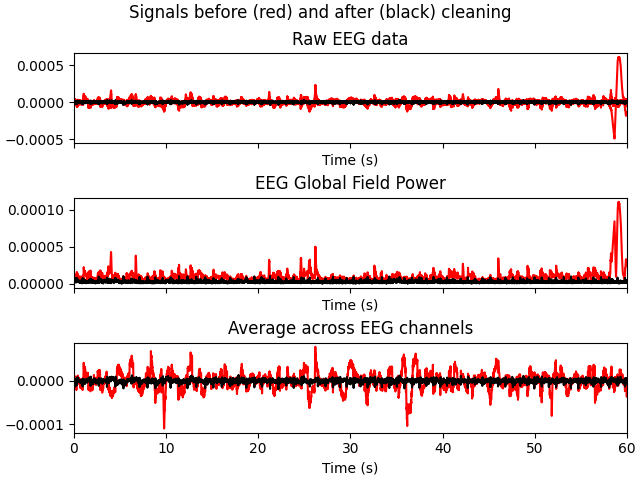 Signals before (red) and after (black) cleaning
Raw EEG data
0.0005
0.0000
−0.0005
Time (s)
EEG Global Field Power
0.00010
0.00005
0.00000
Time (s)
Average across EEG channels
0.0000
−0.0001
0 10 20 30 40 50 60
Time (s)